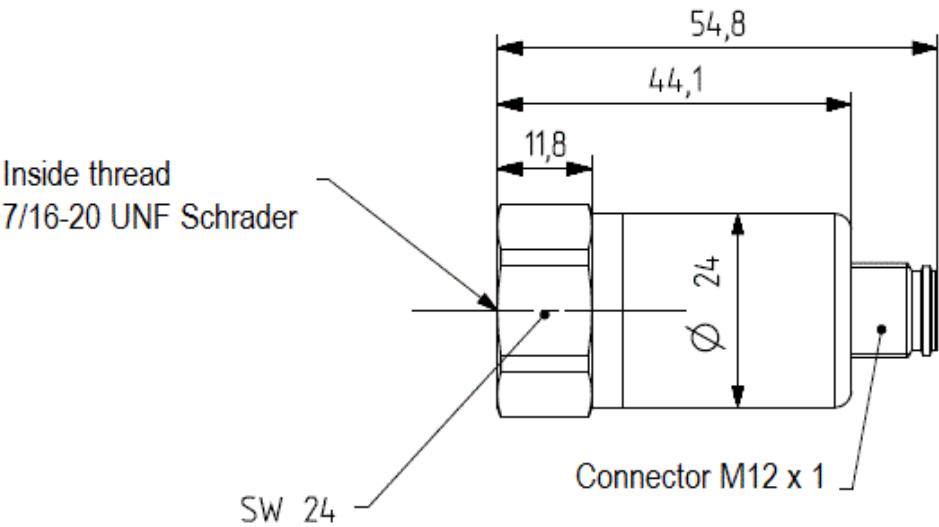 54,8
44,1
11,8
Inside thread
7/16-20 UNF Schrader
Ø 24
Connector M12 x 1
SW 24